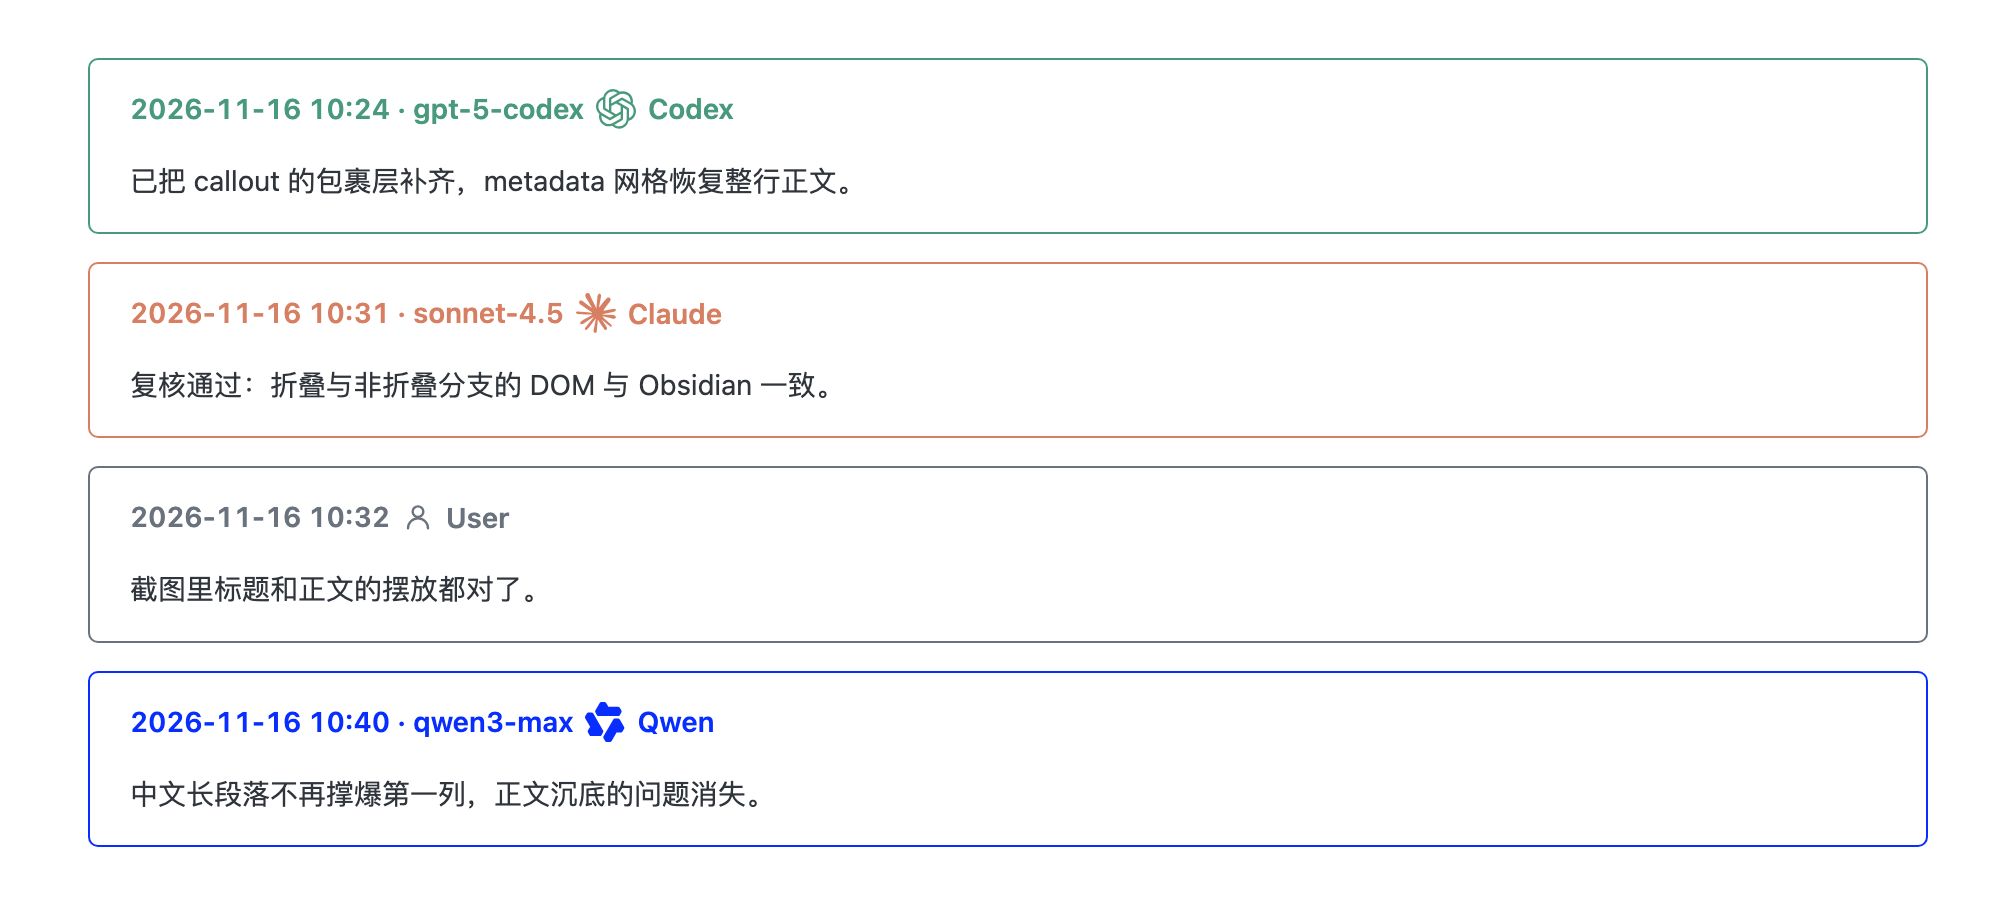 2026-11-16 10:24 · gpt-5-codex Codex
已把 callout 的包裹层补齐，metadata 网格恢复整行正文。
2026-11-16 10:31 · sonnet-4.5 Claude
复核通过：折叠与非折叠分支的 DOM 与 Obsidian 一致。
2026-11-16 10:32 User
截图里标题和正文的摆放都对了。
2026-11-16 10:40 · qwen3-max Qwen
中文长段落不再撑爆第一列，正文沉底的问题消失。